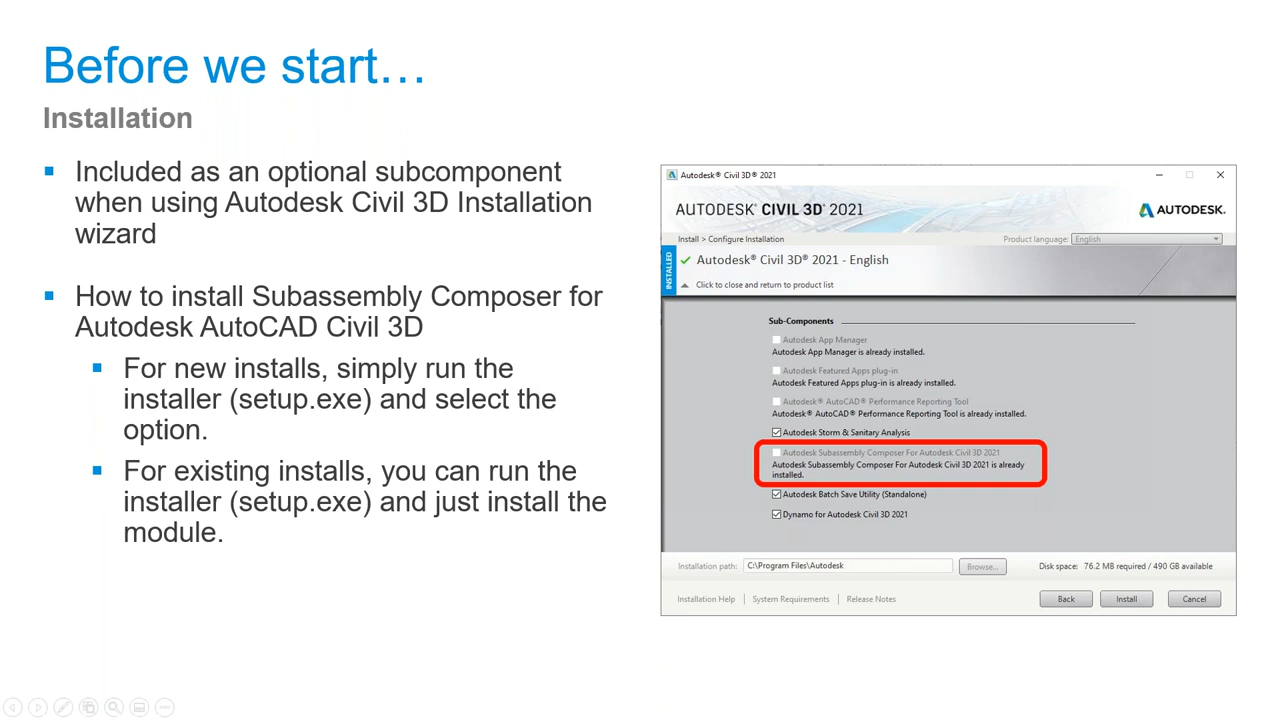 Before we start…
Installation
Included as an optional subcomponent
when using Autodesk Civil 3D Installation
wizard
How to install Subassembly Composer for
Autodesk AutoCAD Civil 3D
For new installs, simply run the
installer (setup.exe) and select the
option.
For existing installs, you can run the
installer (setup.exe) and just install the
module.
Autodesk® Civil 3D® 2021
AUTODESK® CIVIL 3D® 2021
AUTODESK.
Install > Configure Installation
Product language: English
INSTALLED
Autodesk® Civil 3D® 2021 - English
Click to close and return to product list
Sub-Components
Autodesk App Manager
Autodesk App Manager is already installed.
Autodesk Featured Apps plug-in
Autodesk Featured Apps plug-in is already installed.
Autodesk® AutoCAD® Performance Reporting Tool
Autodesk® AutoCAD® Performance Reporting Tool is already installed.
Autodesk Storm & Sanitary Analysis
Autodesk Subassembly Composer For Autodesk Civil 3D 2021
Autodesk Subassembly Composer For Autodesk Civil 3D 2021 is already
installed.
Autodesk Batch Save Utility (Standalone)
Dynamo for Autodesk Civil 3D 2021
Installation path: C:\Program Files\Autodesk Browse... Disk space: 76.2 MB required / 490 GB available
Installation Help | System Requirements | Release Notes Back Install Cancel